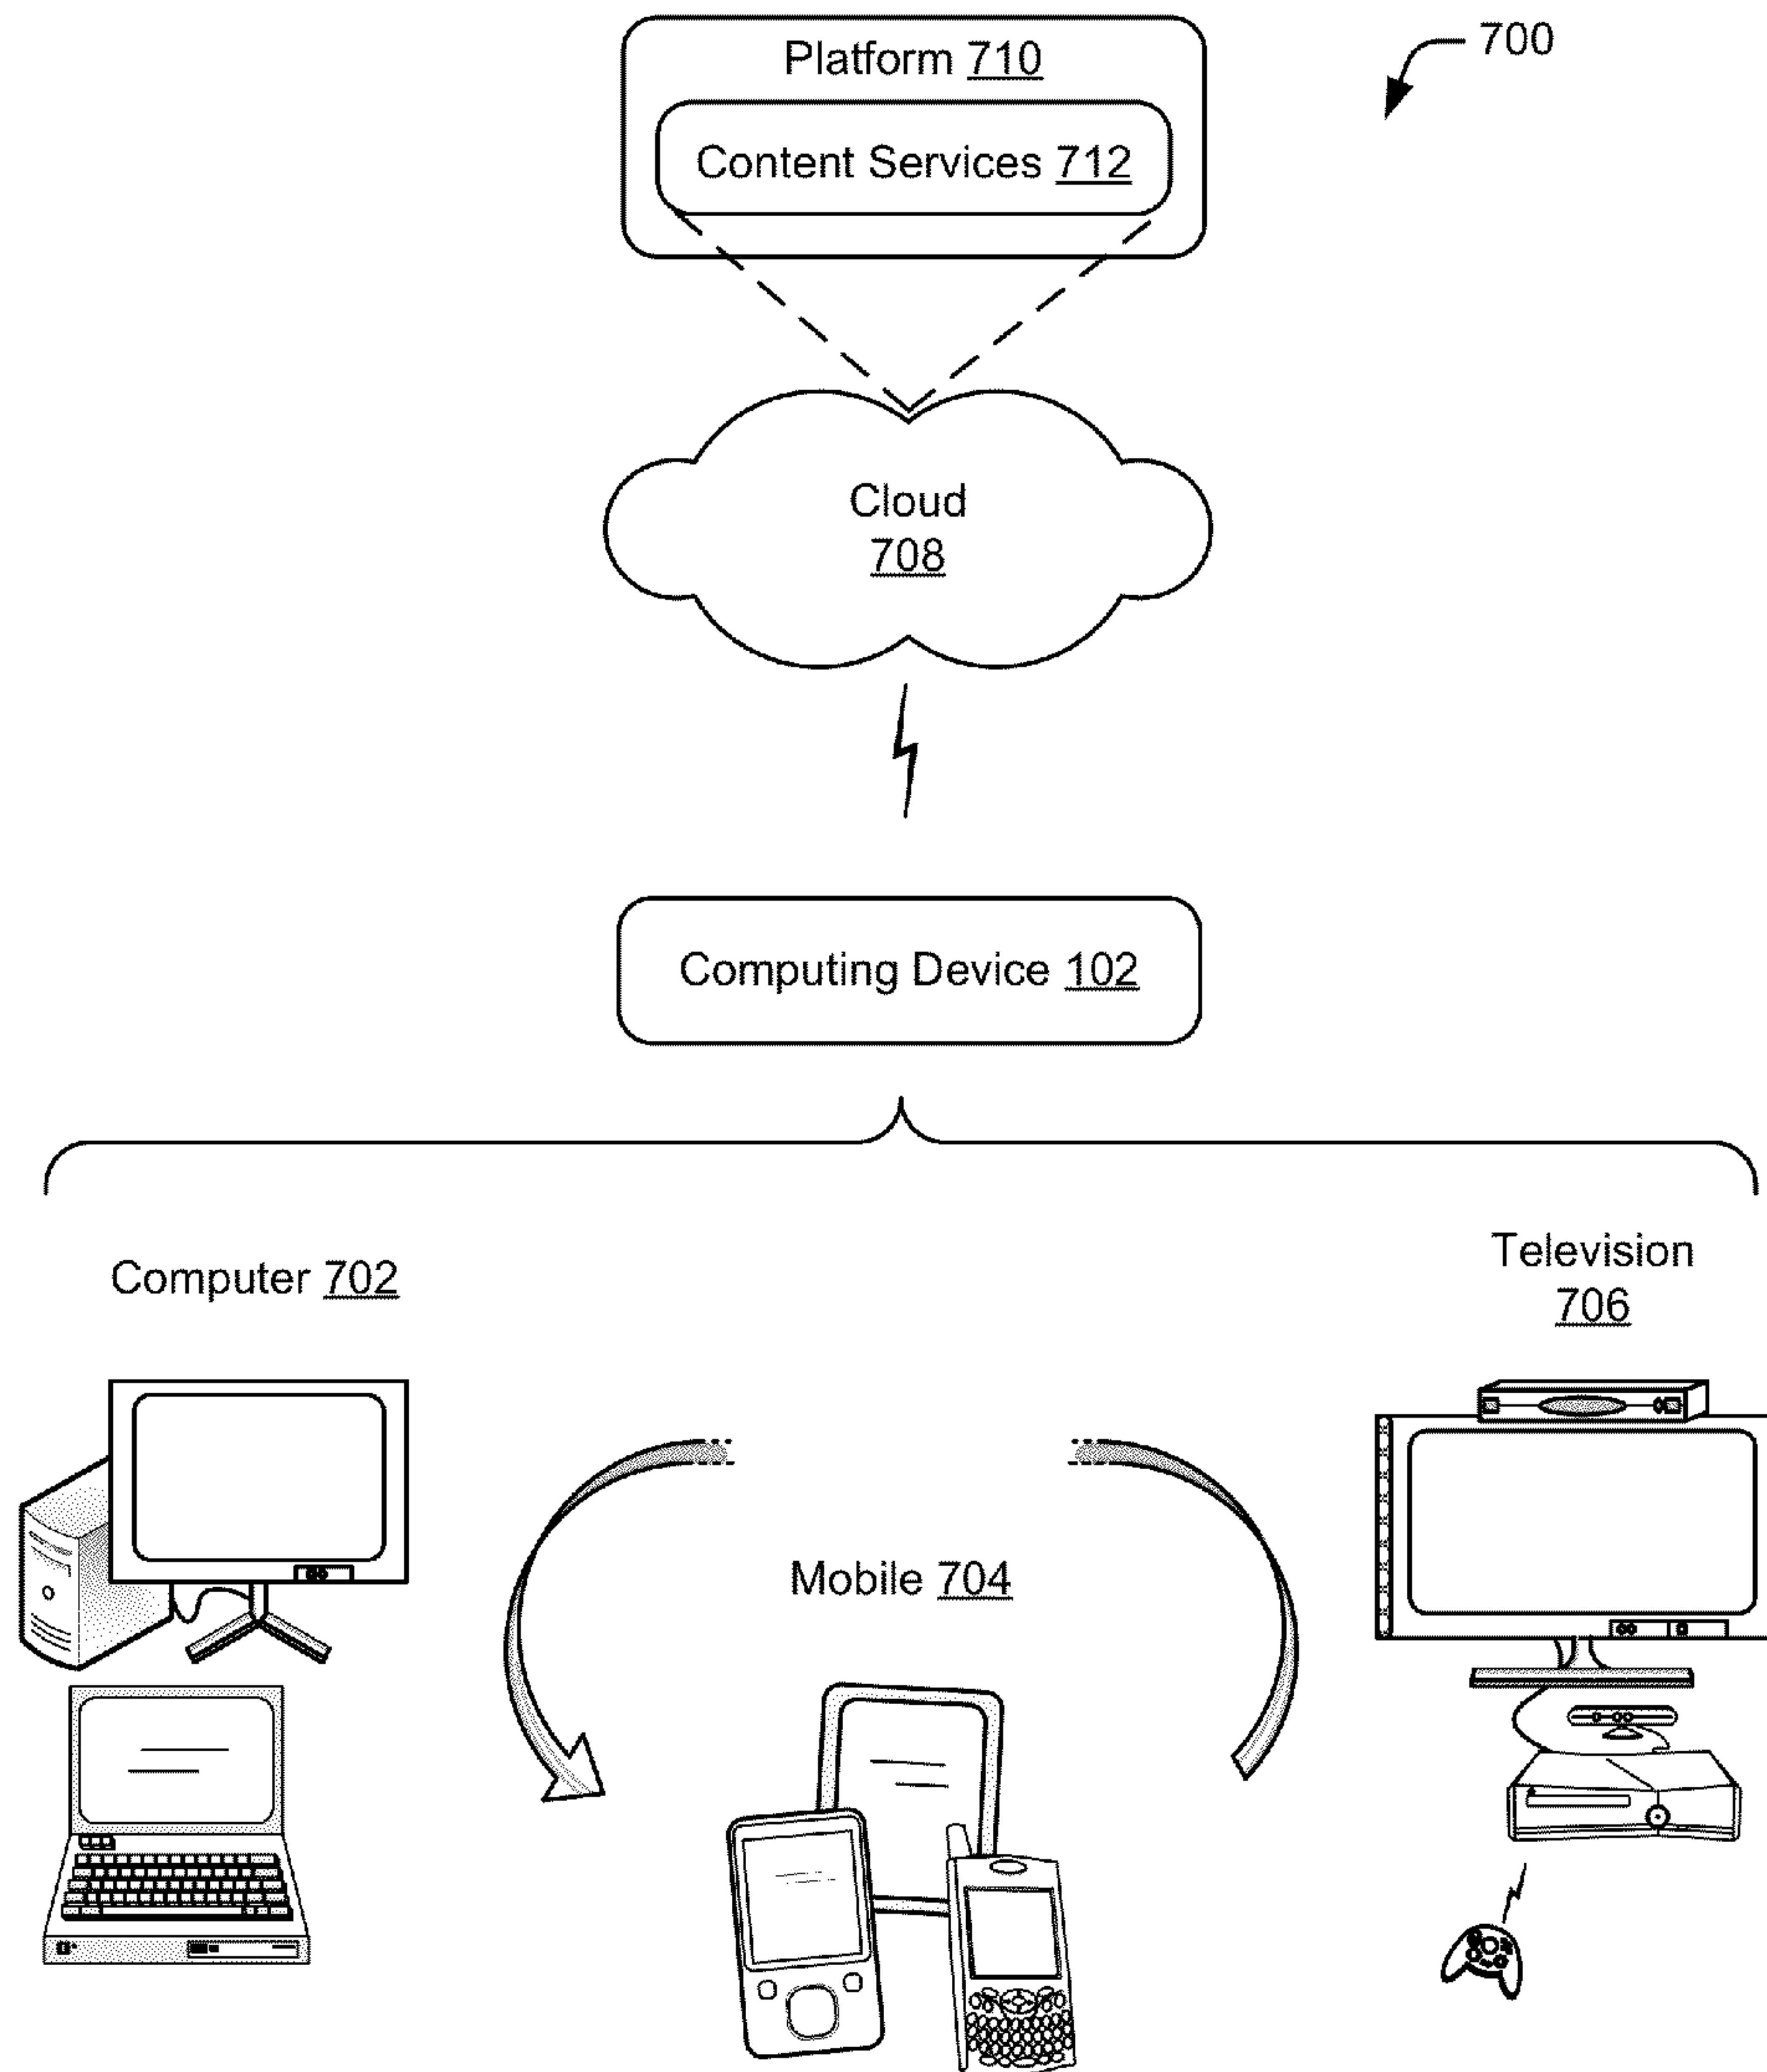 700
Platform 710
Content Services 712
Cloud
708
Computing Device 102
Computer 702
Television
706
Mobile 704